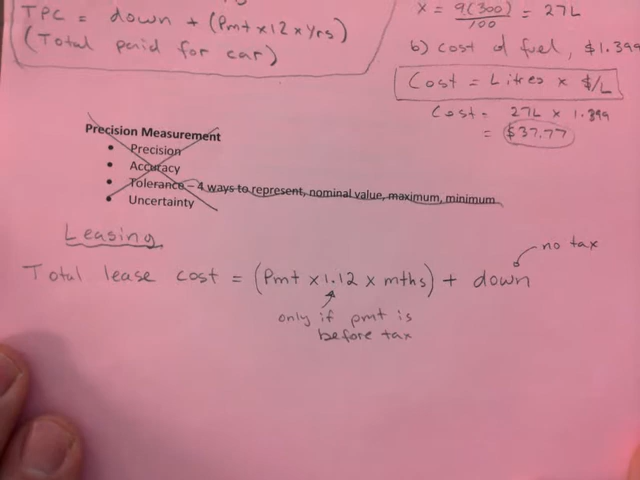 TPC = down + (Pmt x 12 x yrs)
(Total paid for car)
x = 9(300)/100 = 27L
b) cost of fuel, $1.399
Cost = Litres x $/L
Cost = 27L x 1.399
= $37.77
Precision Measurement
• Precision
• Accuracy
• Tolerance – 4 ways to represent, nominal value, maximum, minimum
• Uncertainty
Leasing
no tax
Total lease cost = (Pmt x 1.12 x mths) + down
only if pmt is
before tax